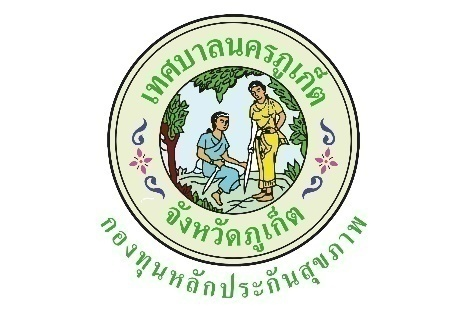 เทศบาลนครภูเก็ต
จังหวัดภูเก็ต
กองทุนหลักประกันสุขภาพ